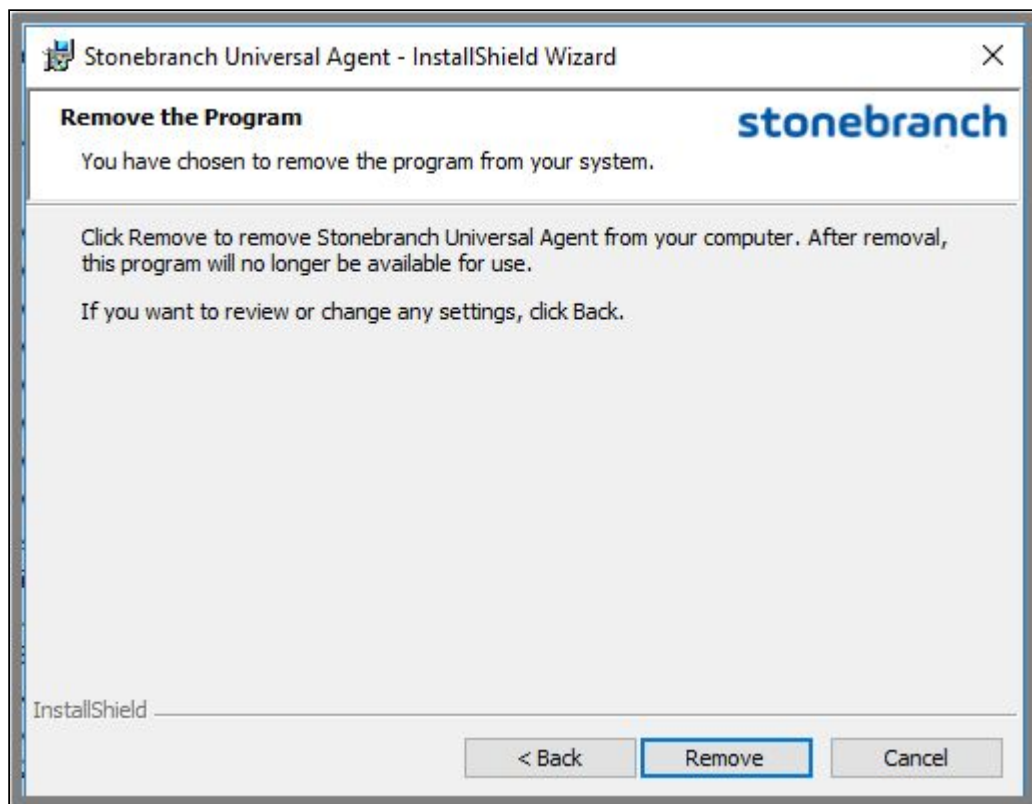 Stonebranch Universal Agent - InstallShield Wizard
Remove the Program
stonebranch
You have chosen to remove the program from your system.
Click Remove to remove Stonebranch Universal Agent from your computer. After removal,
this program will no longer be available for use.
If you want to review or change any settings, click Back.
InstallShield
< Back
Remove
Cancel